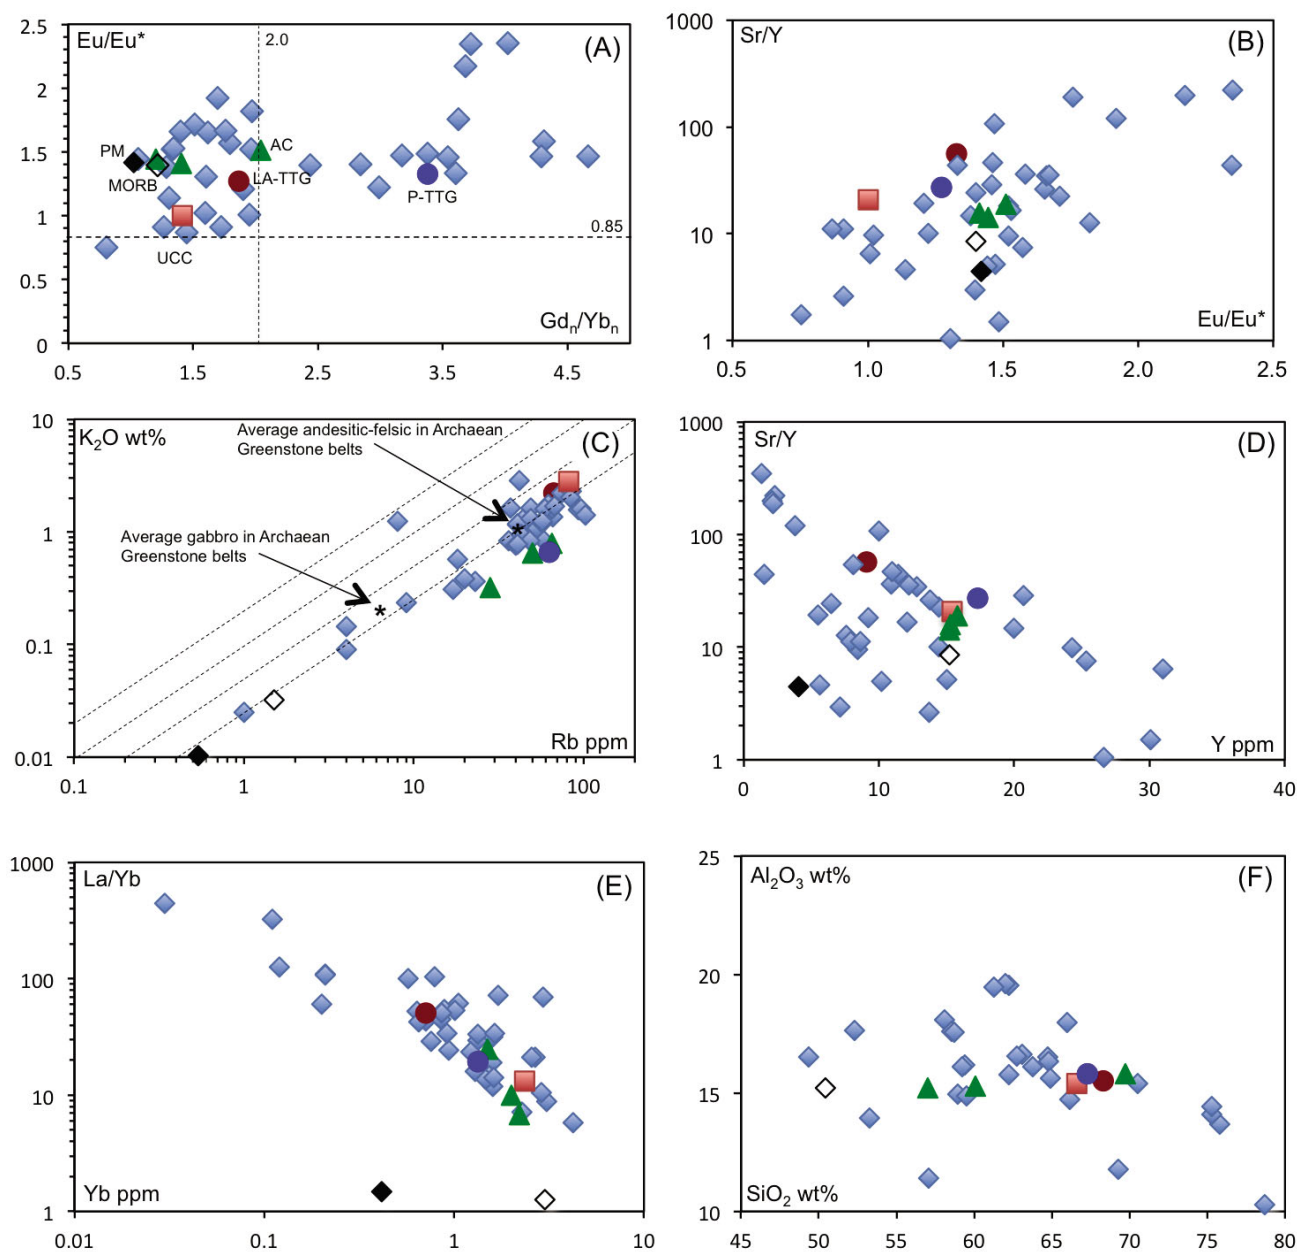 Eu/Eu*
2.0
(A)
2.5
2
1.5
1
0.5
0
PM
MORB
AC
LA-TTG
P-TTG
0.85
UCC
Gdn/Ybn
0.5 1.5 2.5 3.5 4.5
Sr/Y
(B)
1000
100
10
1
Eu/Eu*
0.5 1.0 1.5 2.0 2.5
K2O wt%
(C)
10
1
0.1
0.01
Average andesitic-felsic in Archaean
Greenstone belts
*
Average gabbro in Archaean
Greenstone belts
*
Rb ppm
0.1 1 10 100
Sr/Y
(D)
1000
100
10
1
Y ppm
0 10 20 30 40
La/Yb
(E)
1000
100
10
1
Yb ppm
0.01 0.1 1 10
Al2O3 wt%
(F)
25
20
15
10
SiO2 wt%
45 50 55 60 65 70 75 80